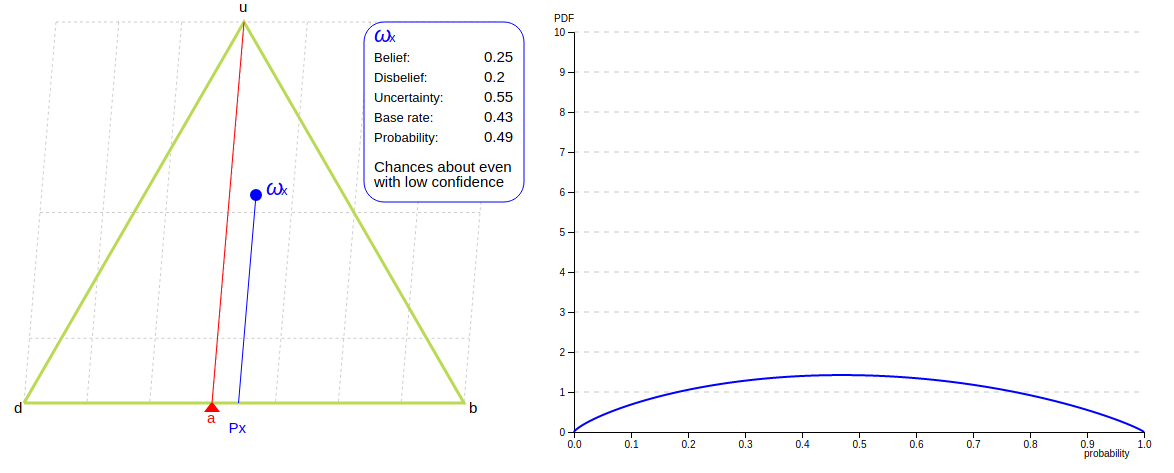 u
ωx
Belief: 0.25
Disbelief: 0.2
Uncertainty: 0.55
Base rate: 0.43
Probability: 0.49
Chances about even
with low confidence
ωx
d
a
Px
b
PDF
10
9
8
7
6
5
4
3
2
1
0
0.0 0.1 0.2 0.3 0.4 0.5 0.6 0.7 0.8 0.9 1.0
probability